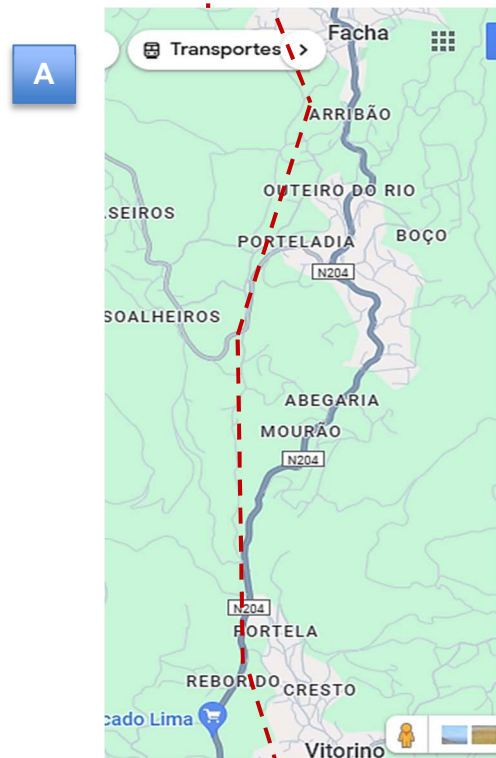 A
Transportes
Facha
ARRIBÃO
OUTEIRO DO RIO
.SEIROS
BOÇO
PORTELADIA
N204
SOALHEIROS
ABEGARIA
MOURÃO
N204
N204
PORTELA
REBORIDO
CRESTO
cado Lima
Vitorino